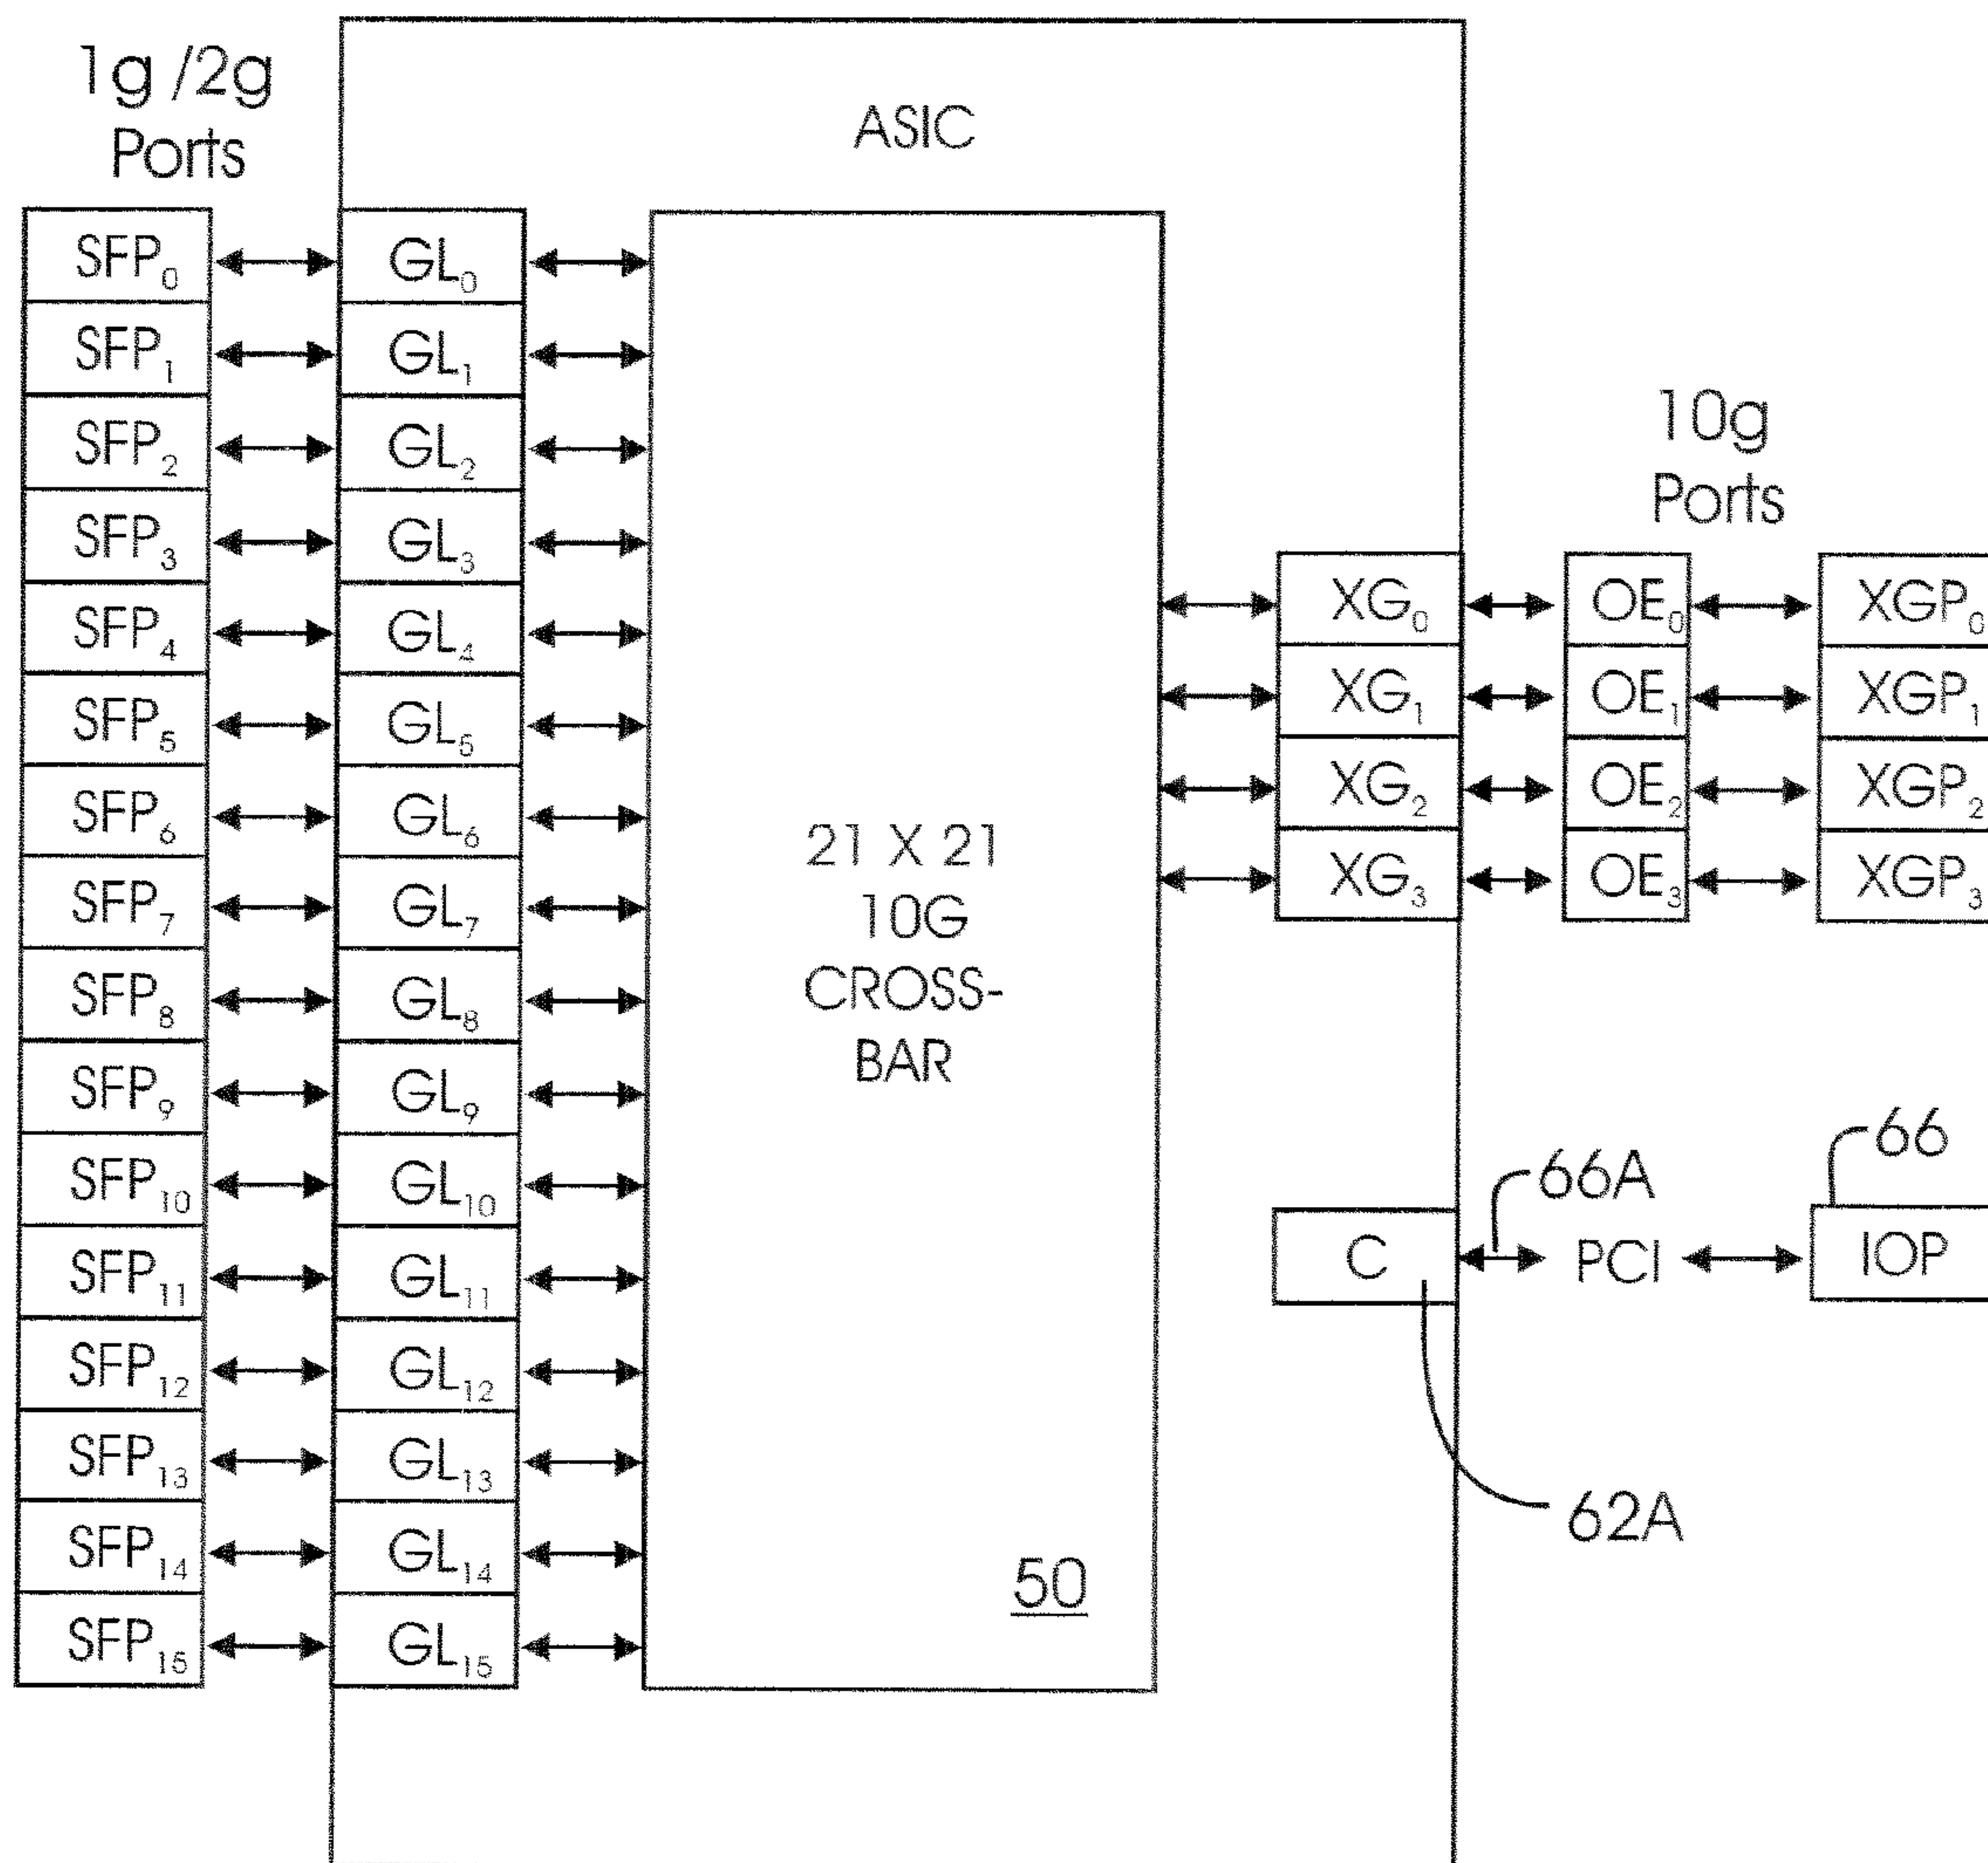 1g /2g
Ports
ASIC
10g
Ports
SFP₀ GL₀
SFP₁ GL₁
SFP₂ GL₂
SFP₃ GL₃
SFP₄ GL₄
SFP₅ GL₅
SFP₆ GL₆
SFP₇ GL₇
SFP₈ GL₈
SFP₉ GL₉
SFP₁₀ GL₁₀
SFP₁₁ GL₁₁
SFP₁₂ GL₁₂
SFP₁₃ GL₁₃
SFP₁₄ GL₁₄
SFP₁₅ GL₁₅
21 X 21
10G
CROSS-
BAR
50
XG₀ OE₀ XGP₀
XG₁ OE₁ XGP₁
XG₂ OE₂ XGP₂
XG₃ OE₃ XGP₃
66A 66
C PCI IOP
62A